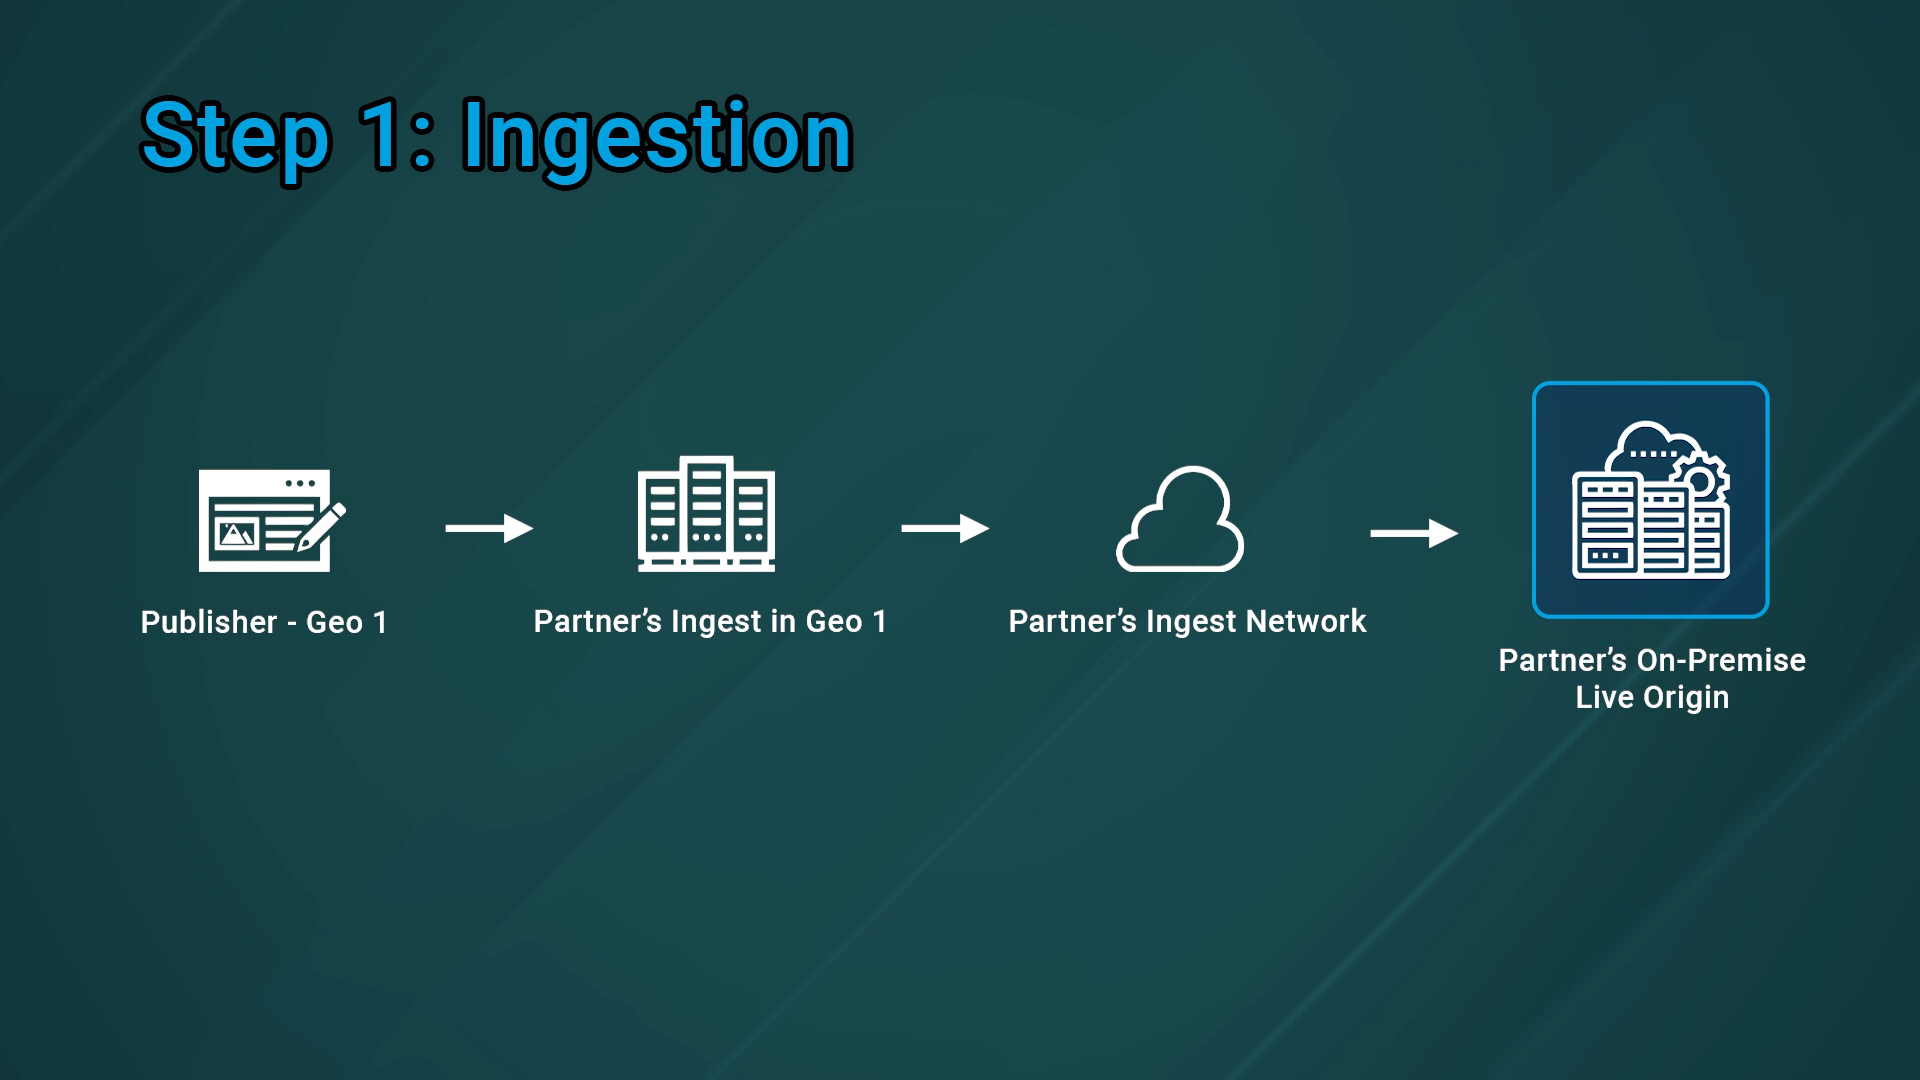 Step 1: Ingestion
Publisher - Geo 1
Partner’s Ingest in Geo 1
Partner’s Ingest Network
Partner’s On-Premise
Live Origin